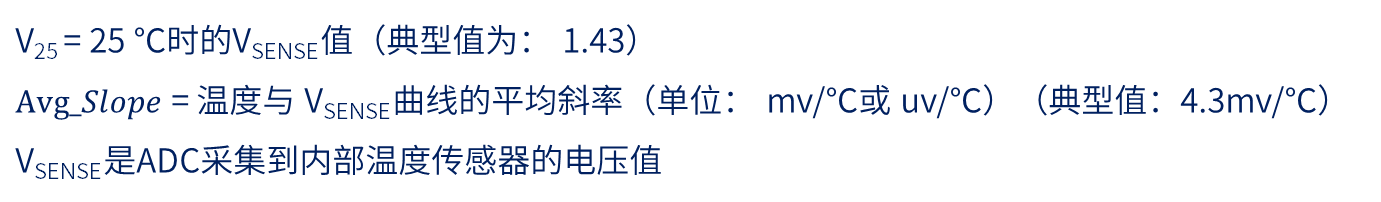 V25 = 25 ℃时的VSENSE值（典型值为： 1.43）
Avg_Slope = 温度与 VSENSE曲线的平均斜率（单位： mv/℃或 uv/℃）（典型值：4.3mv/℃）
VSENSE是ADC采集到内部温度传感器的电压值